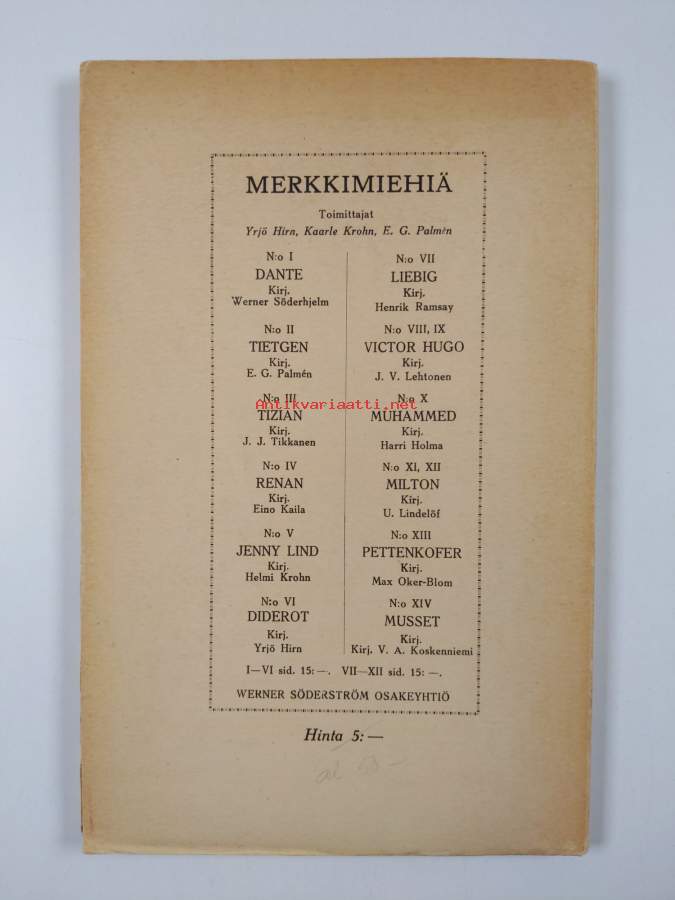 MERKKIMIEHIÄ
Toimittajat
Yrjö Hirn, Kaarle Krohn, E. G. Palmén
N:o I
DANTE
Kirj.
Werner Söderhjelm
N:o II
TIETGEN
Kirj.
E. G. Palmén
N:o III
TIZIAN
Kirj.
J. J. Tikkanen
N:o IV
RENAN
Kirj.
Eino Kaila
N:o V
JENNY LIND
Kirj.
Helmi Krohn
N:o VI
DIDEROT
Kirj.
Yrjö Hirn
N:o VII
LIEBIG
Kirj.
Henrik Ramsay
N:o VIII, IX
VICTOR HUGO
Kirj.
J. V. Lehtonen
N:o X
MUHAMMED
Kirj.
Harri Holma
N:o XI, XII
MILTON
Kirj.
U. Lindelöf
N:o XIII
PETTENKOFER
Kirj.
Max Oker-Blom
N:o XIV
MUSSET
Kirj.
Kirj. V. A. Koskenniemi
I—VI sid. 15:—. VII—XII sid. 15:—.
WERNER SÖDERSTRÖM OSAKEYHTIÖ
Hinta 5:—
Antikvariaatti.net